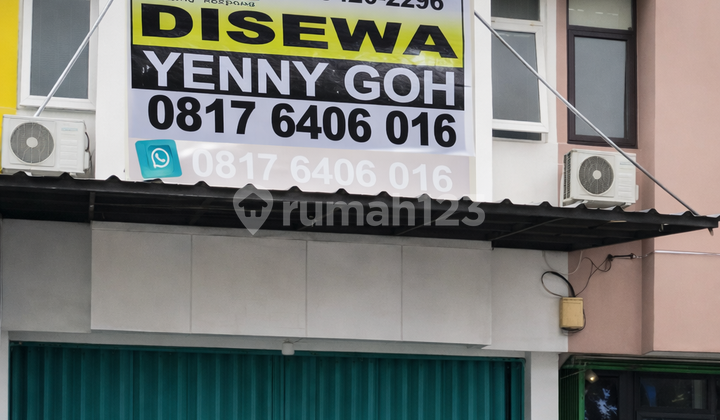 DISEWA
YENNY GOH
0817 6406 016
0817 6406 016
rumah123